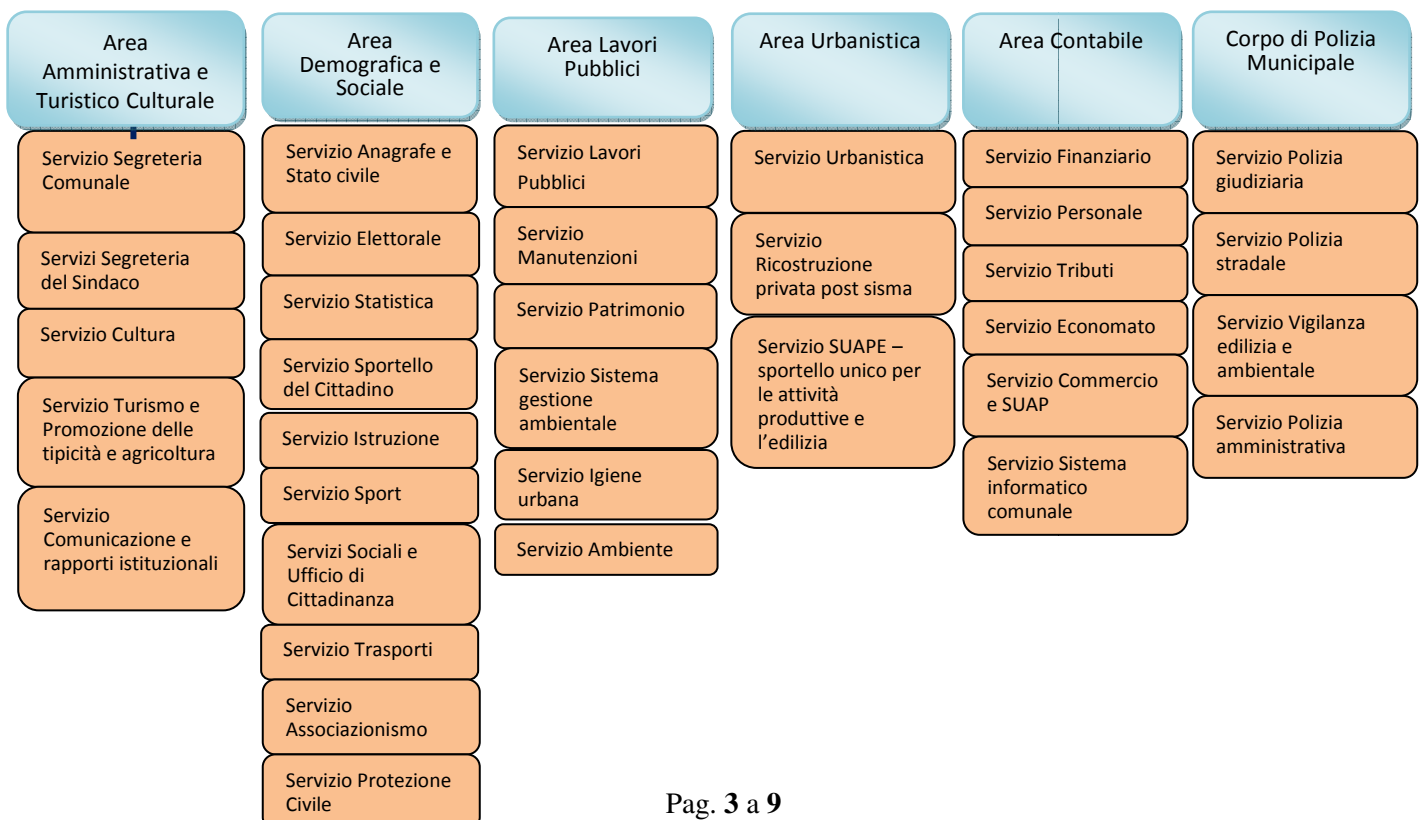 Area
Amministrativa e
Turistico Culturale
Servizio Segreteria
Comunale
Servizi Segreteria
del Sindaco
Servizio Cultura
Servizio Turismo e
Promozione delle
tipicità e agricoltura
Servizio
Comunicazione e
rapporti istituzionali
Area
Demografica e
Sociale
Servizio Anagrafe e
Stato civile
Servizio Elettorale
Servizio Statistica
Servizio Sportello
del Cittadino
Servizio Istruzione
Servizio Sport
Servizi Sociali e
Ufficio di
Cittadinanza
Servizio Trasporti
Servizio
Associazionismo
Servizio Protezione
Civile
Area Lavori
Pubblici
Servizio Lavori
Pubblici
Servizio
Manutenzioni
Servizio Patrimonio
Servizio Sistema
gestione
ambientale
Servizio Igiene
urbana
Servizio Ambiente
Area Urbanistica
Servizio Urbanistica
Servizio
Ricostruzione
privata post sisma
Servizio SUAPE –
sportello unico per
le attività
produttive e
l’edilizia
Area Contabile
Servizio Finanziario
Servizio Personale
Servizio Tributi
Servizio Economato
Servizio Commercio
e SUAP
Servizio Sistema
informatico
comunale
Corpo di Polizia
Municipale
Servizio Polizia
giudiziaria
Servizio Polizia
stradale
Servizio Vigilanza
edilizia e
ambientale
Servizio Polizia
amministrativa
Pag. 3 a 9